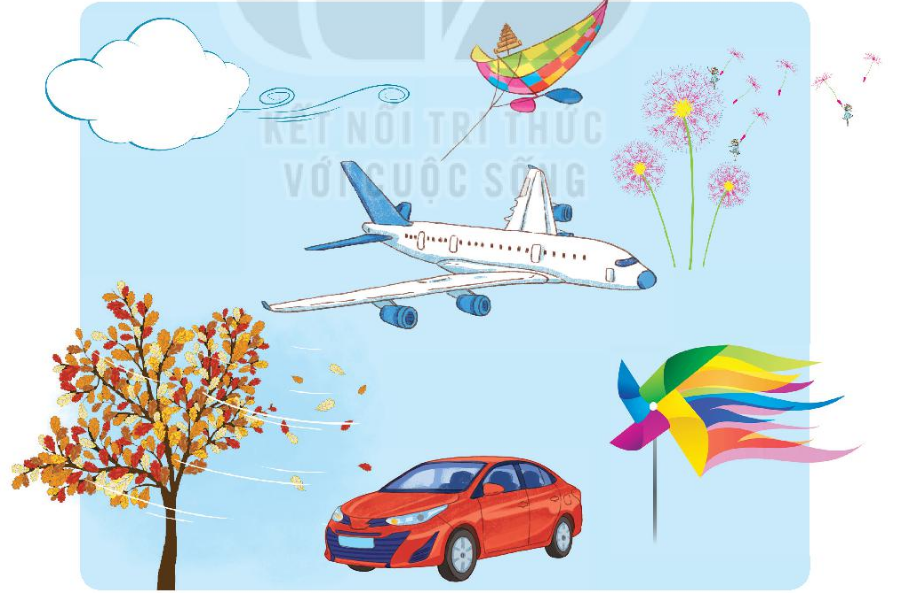 KẾT NỐI TRI THỨC
VỚI CUỘC SỐNG